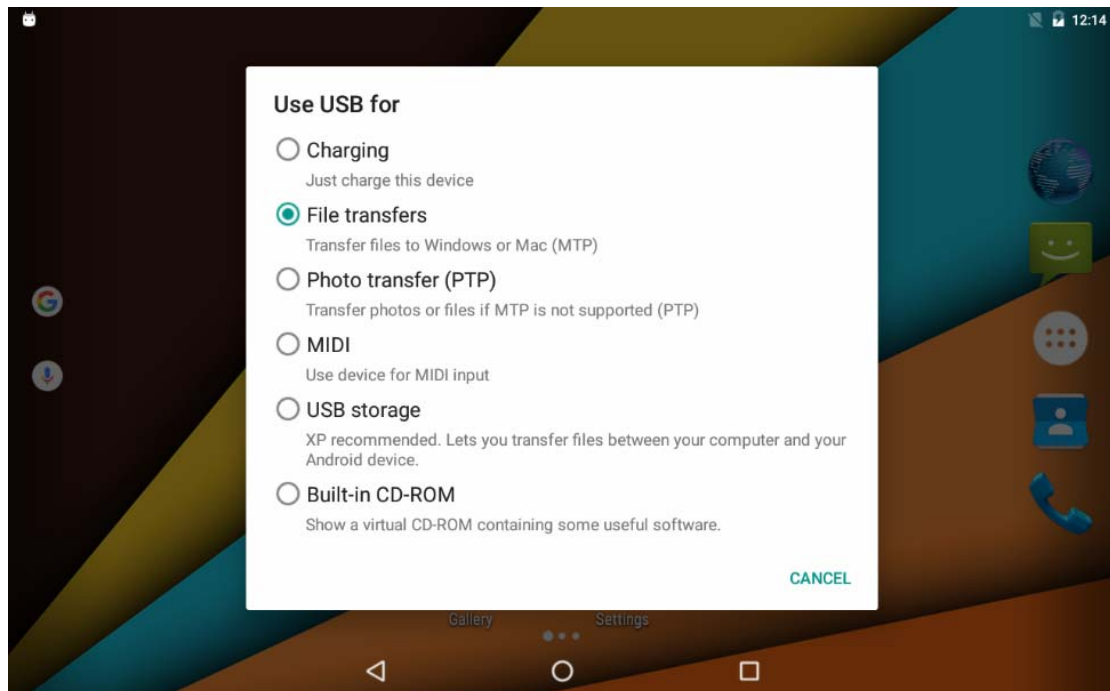 12:14
Use USB for
Charging
Just charge this device
File transfers
Transfer files to Windows or Mac (MTP)
Photo transfer (PTP)
Transfer photos or files if MTP is not supported (PTP)
MIDI
Use device for MIDI input
USB storage
XP recommended. Lets you transfer files between your computer and your
Android device.
Built-in CD-ROM
Show a virtual CD-ROM containing some useful software.
CANCEL
Gallery Settings